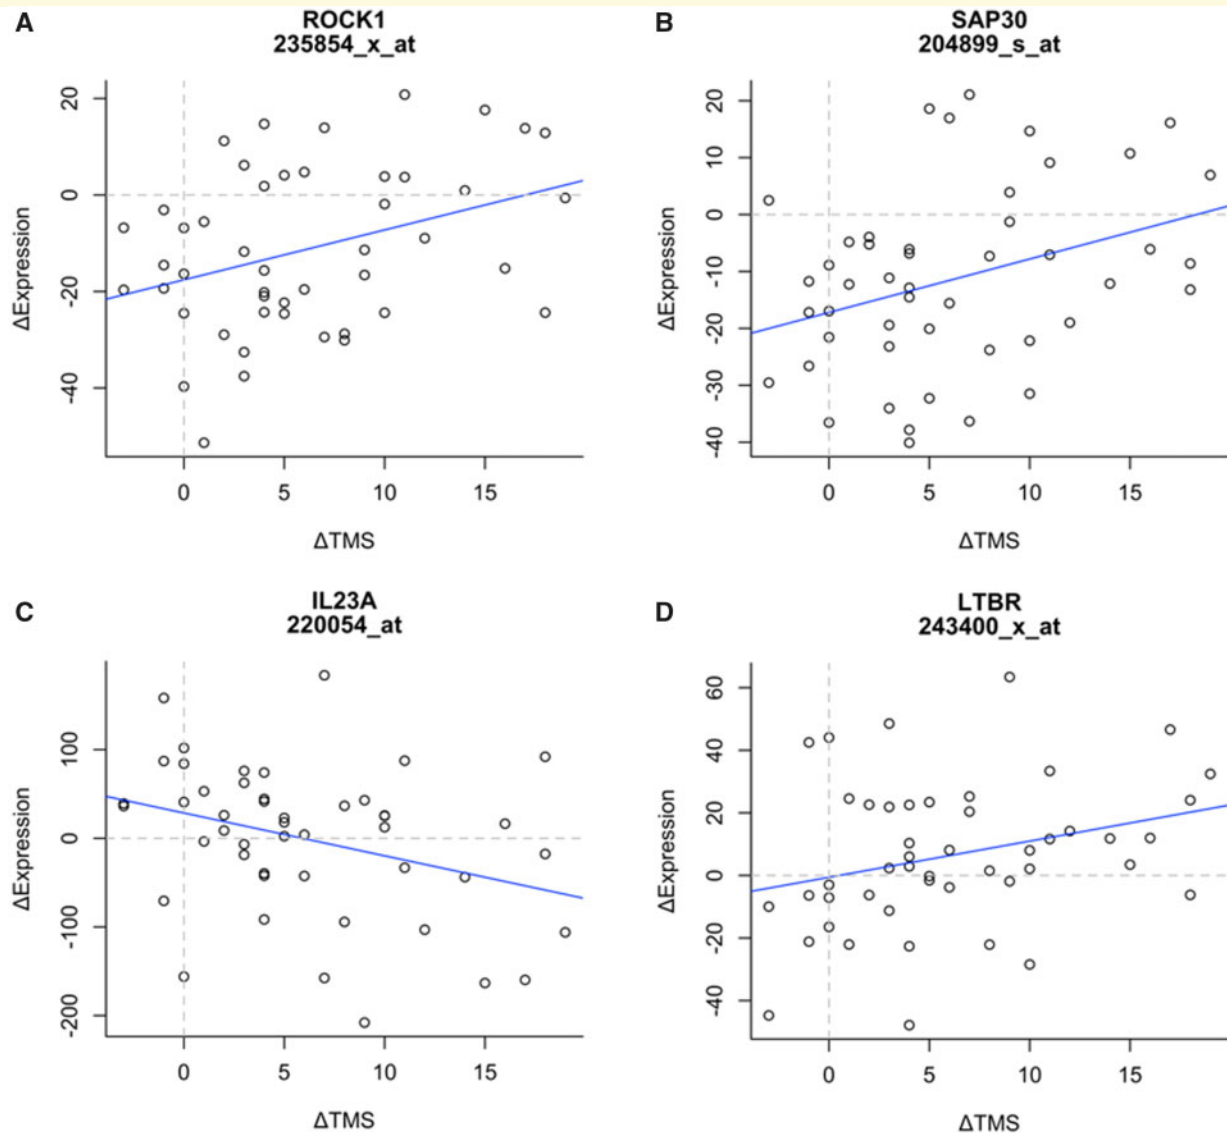 A
ROCK1
235854_x_at
20
0
-20
-40
ΔExpression
0 5 10 15
ΔTMS
B
SAP30
204899_s_at
20
10
0
-10
-20
-30
-40
ΔExpression
0 5 10 15
ΔTMS
C
IL23A
220054_at
100
0
-100
-200
ΔExpression
0 5 10 15
ΔTMS
D
LTBR
243400_x_at
60
40
20
0
-20
-40
ΔExpression
0 5 10 15
ΔTMS